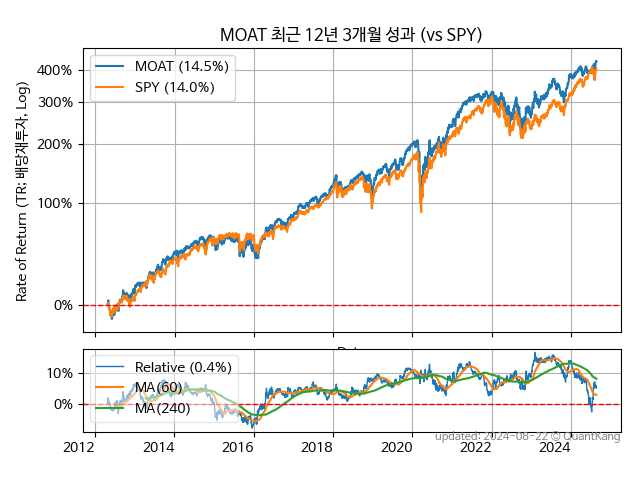 MOAT 최근 12년 3개월 성과 (vs SPY)
MOAT (14.5%)
SPY (14.0%)
400%
300%
200%
100%
0%
Rate of Return (TR; 배당재투자, Log)
Relative (0.4%)
MA(60)
MA(240)
10%
0%
updated: 2024-08-22 © QuantKang
2012
2014
2016
2018
2020
2022
2024